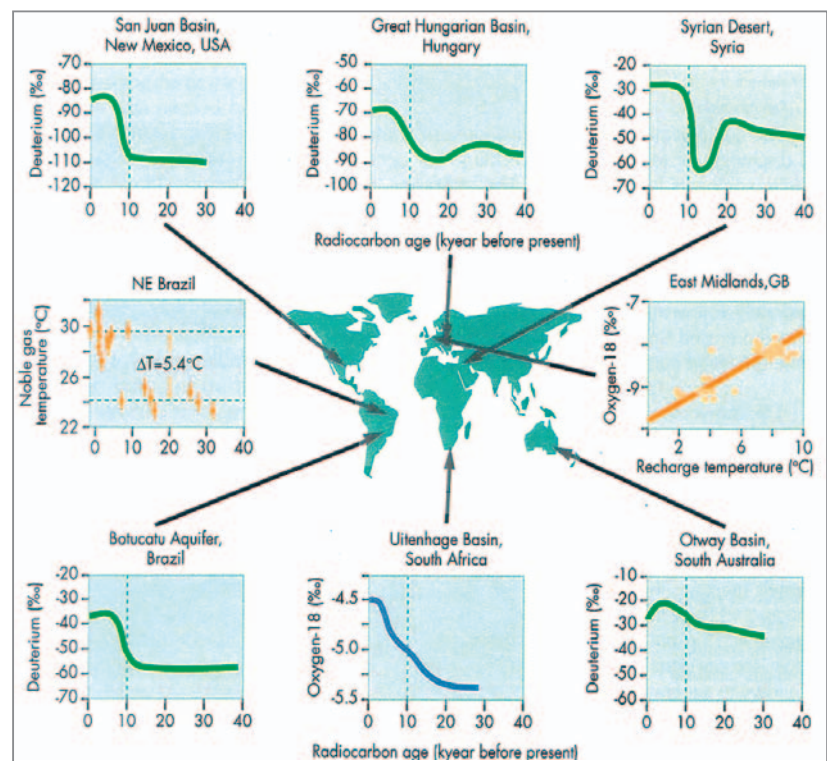 San Juan Basin,
New Mexico, USA
Deuterium (‰)
-70
-80
-90
-100
-110
-120
0 10 20 30 40
Great Hungarian Basin,
Hungary
Deuterium (‰)
-50
-60
-70
-80
-90
-100
0 10 20 30 40
Syrian Desert,
Syria
Deuterium (‰)
-20
-30
-40
-50
-60
-70
0 10 20 30 40
Radiocarbon age (kyear before present)
NE Brazil
Noble gas
temperature (°C)
30
26
22
ΔT=5.4°C
0 10 20 30 40
East Midlands,GB
Oxygen-18 (‰)
-7
-9
2 6 10
Recharge temperature (°C)
Botucatu Aquifer,
Brazil
Deuterium (‰)
-20
-30
-40
-50
-60
-70
0 10 20 30 40
Uitenhage Basin,
South Africa
Oxygen-18 (‰)
-4.5
-5.0
-5.5
0 10 20 30 40
Otway Basin,
South Australia
Deuterium (‰)
-10
-20
-30
-40
-50
-60
0 10 20 30 40
Radiocarbon age (kyear before present)